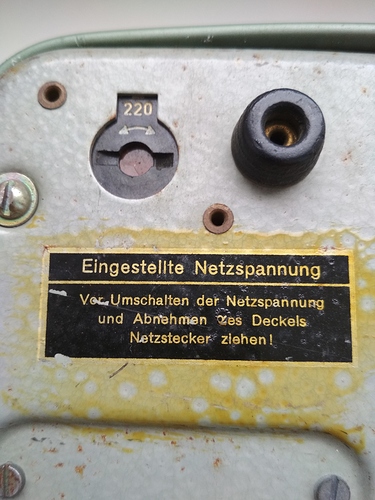 220
Eingestellte Netzspannung
Vor Umschalten der Netzspannung
und Abnehmen des Deckels
Netzstecker ziehen!